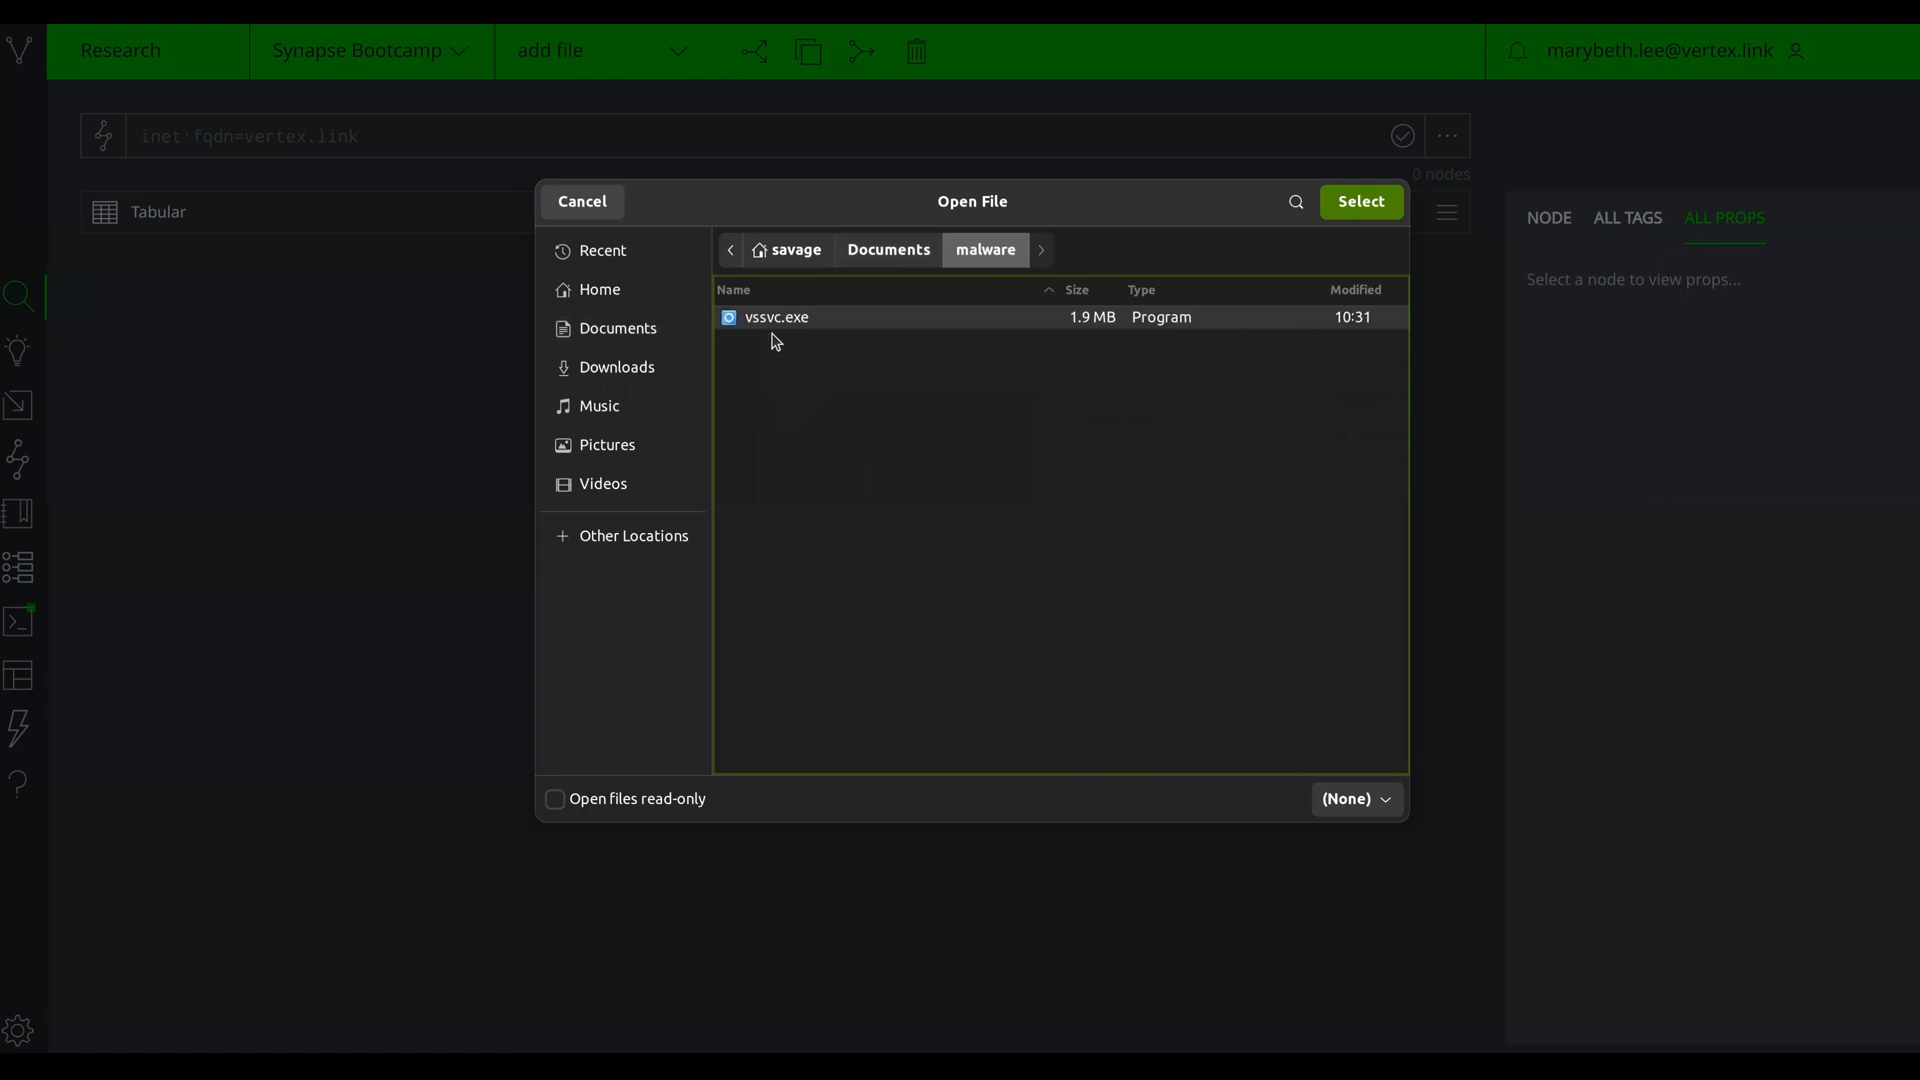 Research
Synapse Bootcamp
add file
marybeth.lee@vertex.link
inet:fqdn=vertex.link
...
0 nodes
Tabular
NODE ALL TAGS ALL PROPS
Select a node to view props...
Cancel
Open File
Select
Recent
Home
Documents
Downloads
Music
Pictures
Videos
+ Other Locations
savage Documents malware
Name Size Type Modified
vssvc.exe 1.9 MB Program 10:31
Open files read-only
(None)